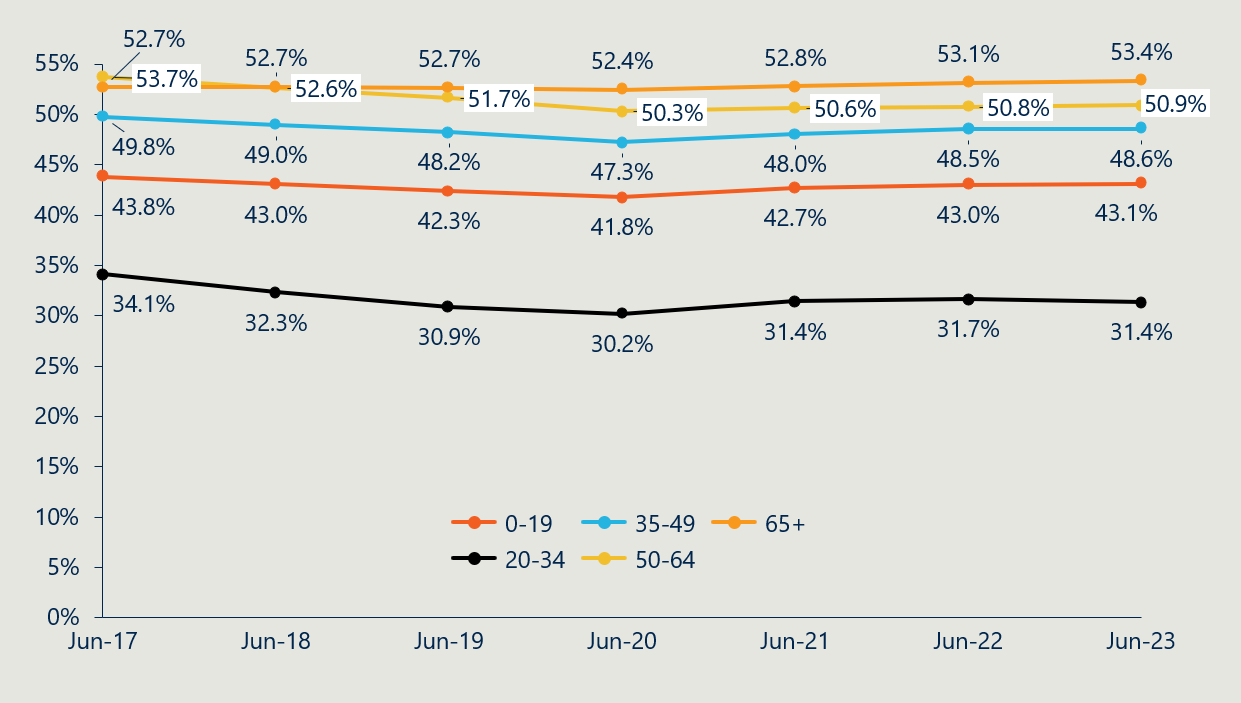 52.7%
52.7% 52.7% 52.4% 52.8% 53.1% 53.4%
55%
53.7% 52.6% 51.7% 50.3% 50.6% 50.8% 50.9%
50%
49.8% 49.0% 48.2% 47.3% 48.0% 48.5% 48.6%
45%
43.8% 43.0% 42.3% 41.8% 42.7% 43.0% 43.1%
40%
35%
34.1% 32.3% 30.9% 30.2% 31.4% 31.7% 31.4%
30%
25%
20%
15%
10%
0-19 35-49 65+
20-34 50-64
5%
0%
Jun-17 Jun-18 Jun-19 Jun-20 Jun-21 Jun-22 Jun-23